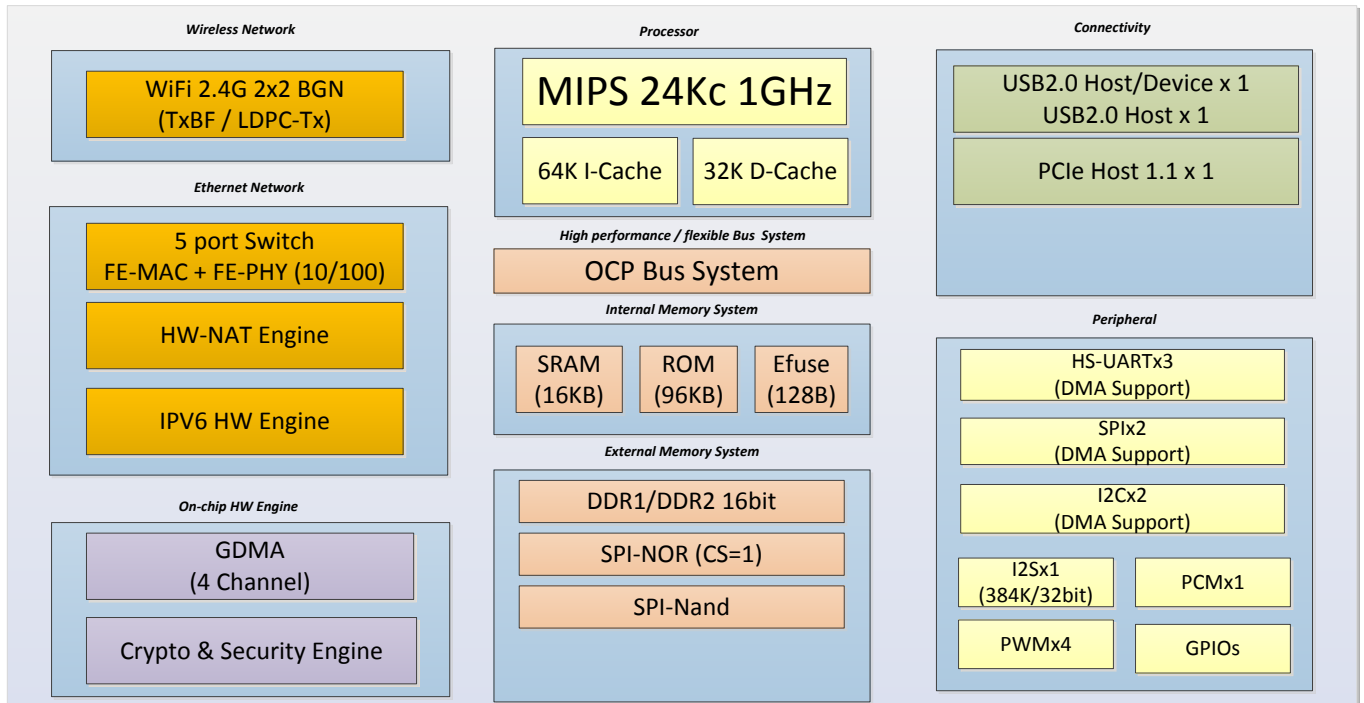 Wireless Network
WiFi 2.4G 2x2 BGN
(TxBF / LDPC-Tx)
Ethernet Network
5 port Switch
FE-MAC + FE-PHY (10/100)
HW-NAT Engine
IPV6 HW Engine
On-chip HW Engine
GDMA
(4 Channel)
Crypto & Security Engine
Processor
MIPS 24Kc 1GHz
64K I-Cache
32K D-Cache
High performance / flexible Bus System
OCP Bus System
Internal Memory System
SRAM
(16KB)
ROM
(96KB)
Efuse
(128B)
External Memory System
DDR1/DDR2 16bit
SPI-NOR (CS=1)
SPI-Nand
Connectivity
USB2.0 Host/Device x 1
USB2.0 Host x 1
PCIe Host 1.1 x 1
Peripheral
HS-UARTx3
(DMA Support)
SPIx2
(DMA Support)
I2Cx2
(DMA Support)
I2Sx1
(384K/32bit)
PCMx1
PWMx4
GPIOs